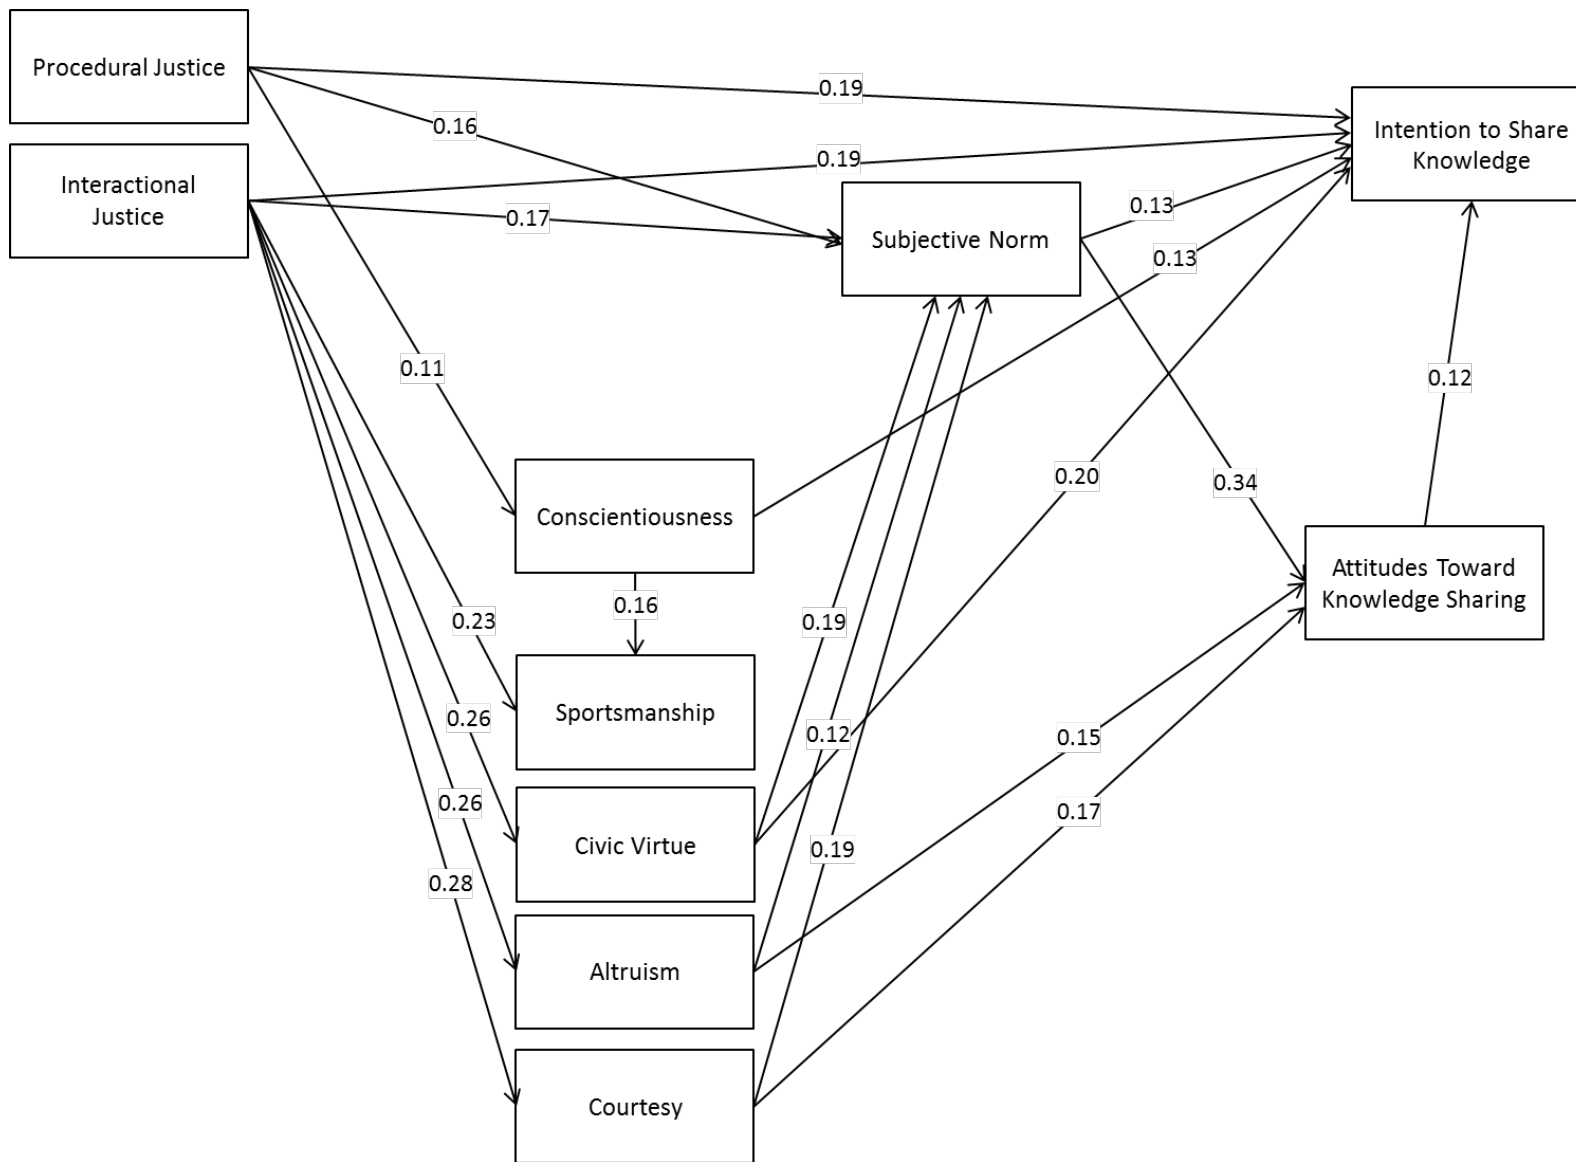 Procedural Justice
0.19
Intention to Share
Knowledge
0.16
0.19
Interactional
Justice
0.17
0.13
Subjective Norm
0.13
0.11
0.12
0.20
0.34
Conscientiousness
Attitudes Toward
Knowledge Sharing
0.16
0.23
0.19
Sportsmanship
0.26
0.12
0.15
0.26
0.17
Civic Virtue
0.19
0.28
Altruism
Courtesy